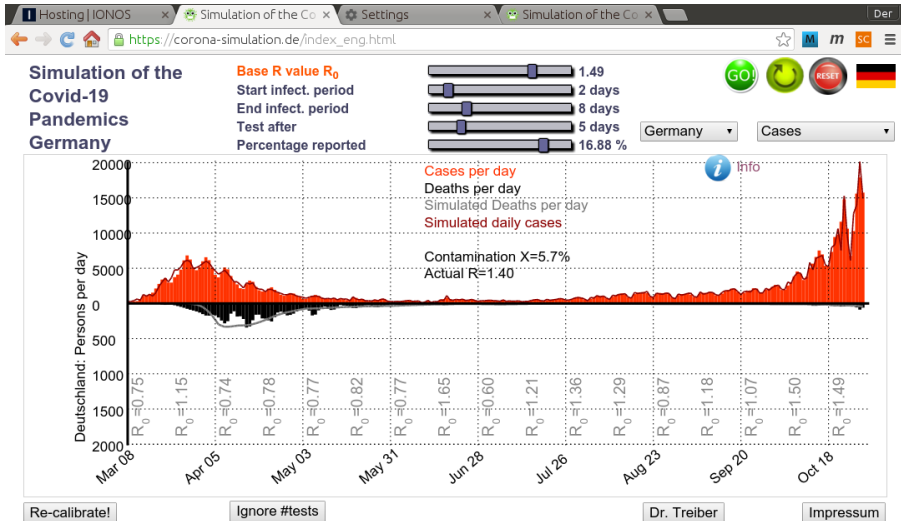 Hosting | IONOS
Simulation of the Co
Settings
Simulation of the Co
Der
https://corona-simulation.de/index_eng.html
M
m
SC
Simulation of the
Covid-19
Pandemics
Germany
Base R value R0
1.49
Start infect. period
2 days
End infect. period
8 days
Test after
5 days
Percentage reported
16.88 %
GO!
RESET
Germany
Cases
i
Info
Cases per day
Deaths per day
Simulated Deaths per day
Simulated daily cases
Contamination X=5.7%
Actual R=1.40
Deutschland: Persons per day
20000
15000
10000
5000
0
500
1000
1500
2000
R0=0.75
R0=1.15
R0=0.74
R0=0.78
R0=0.77
R0=0.82
R0=0.77
R0=1.65
R0=0.60
R0=1.21
R0=1.36
R0=1.29
R0=0.87
R0=1.18
R0=1.07
R0=1.50
R0=1.49
Mar 08
Apr 05
May 03
May 31
Jun 28
Jul 26
Aug 23
Sep 20
Oct 18
Re-calibrate!
Ignore #tests
Dr. Treiber
Impressum